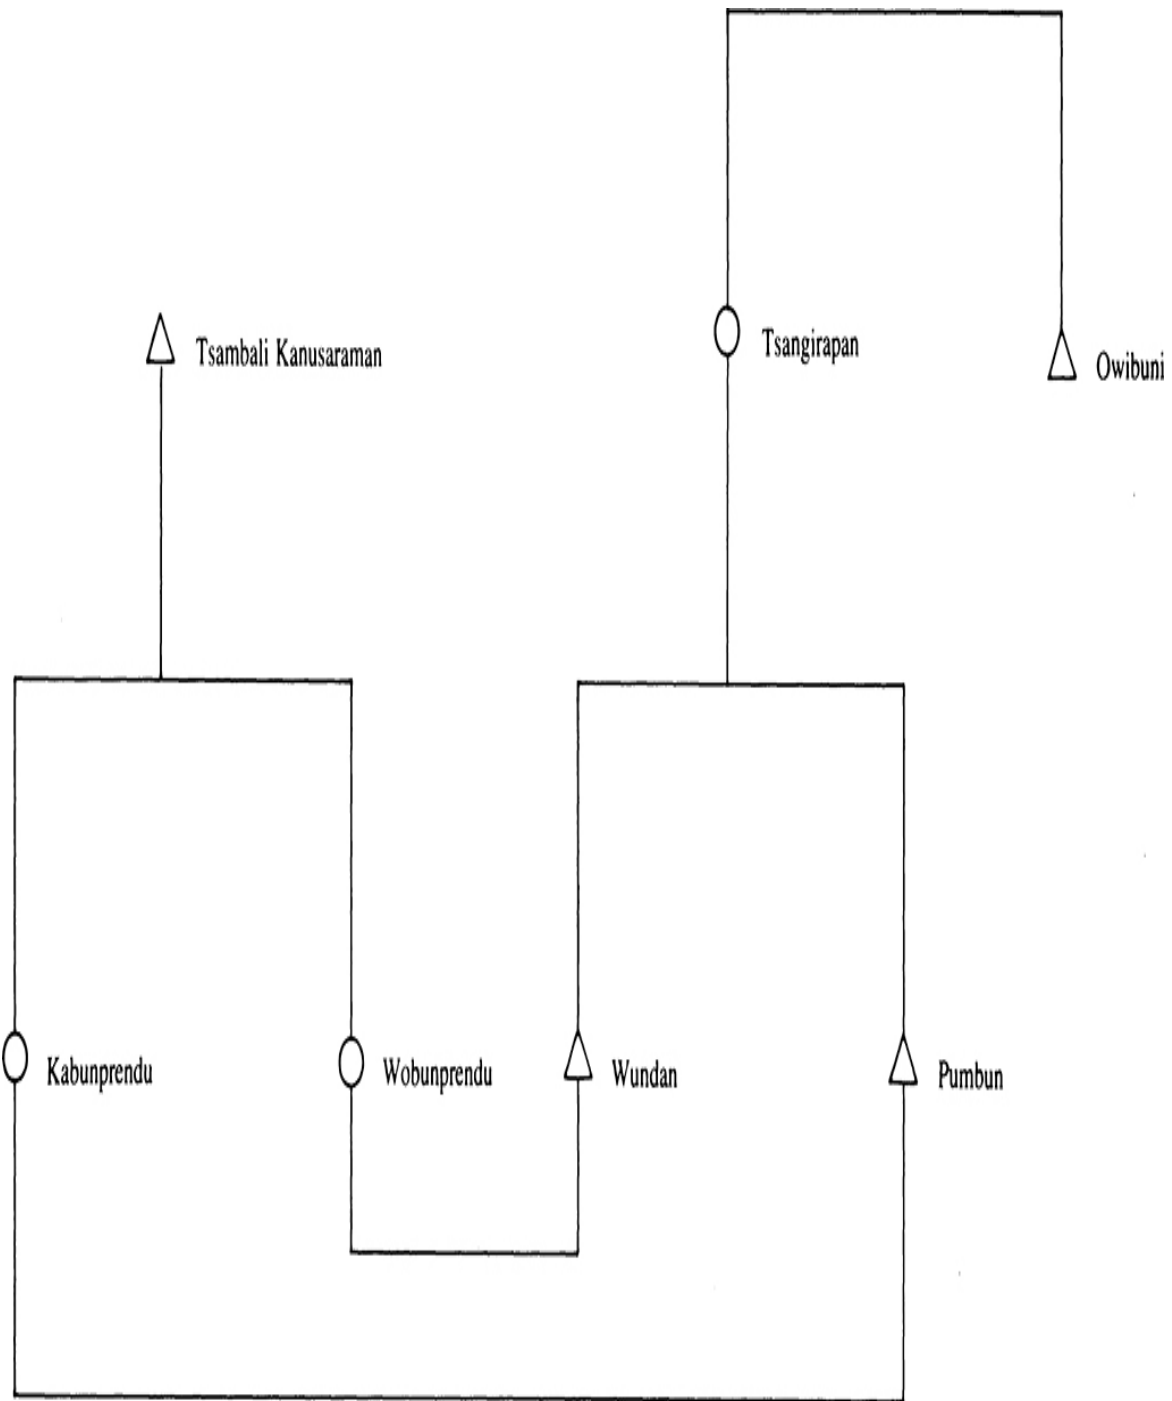 Tsambali Kanusaraman
Tsangirapan
Owibuni
Kabunprendu
Wobunprendu
Wundan
Pumbun